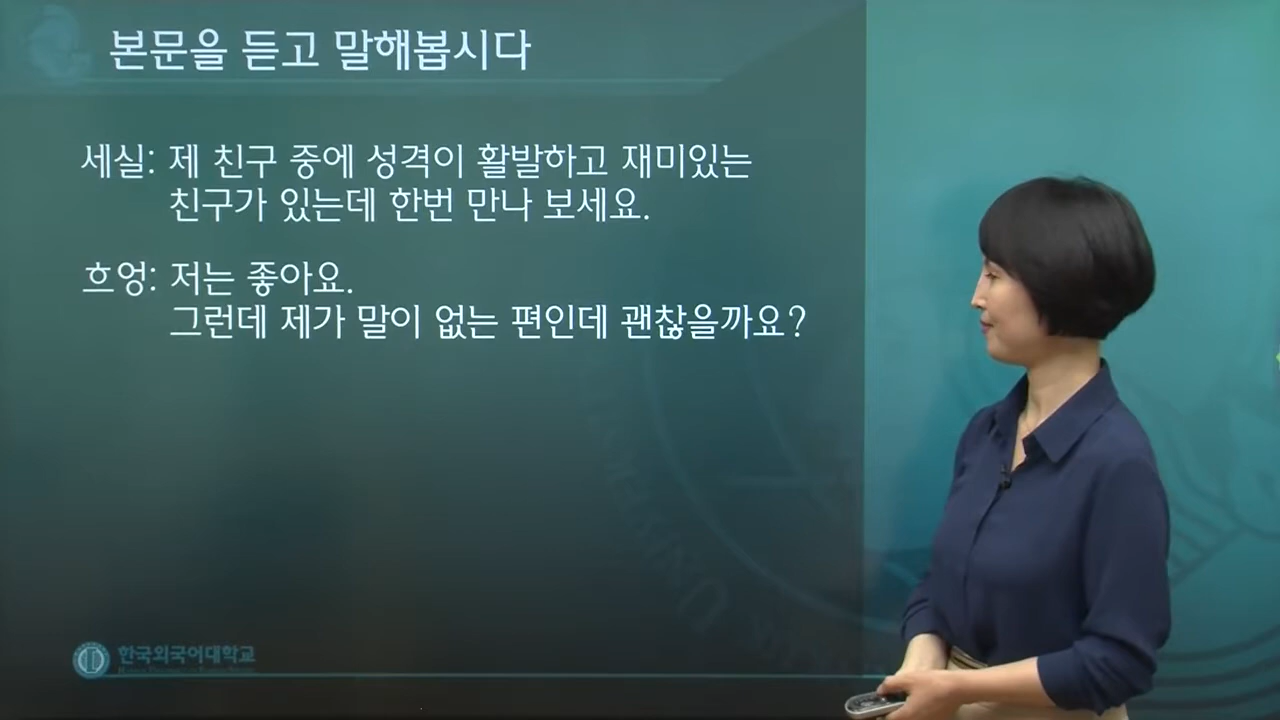 본문을 듣고 말해봅시다
세실: 제 친구 중에 성격이 활발하고 재미있는
친구가 있는데 한번 만나 보세요.
흐엉: 저는 좋아요.
그런데 제가 말이 없는 편인데 괜찮을까요?
한국외국어대학교